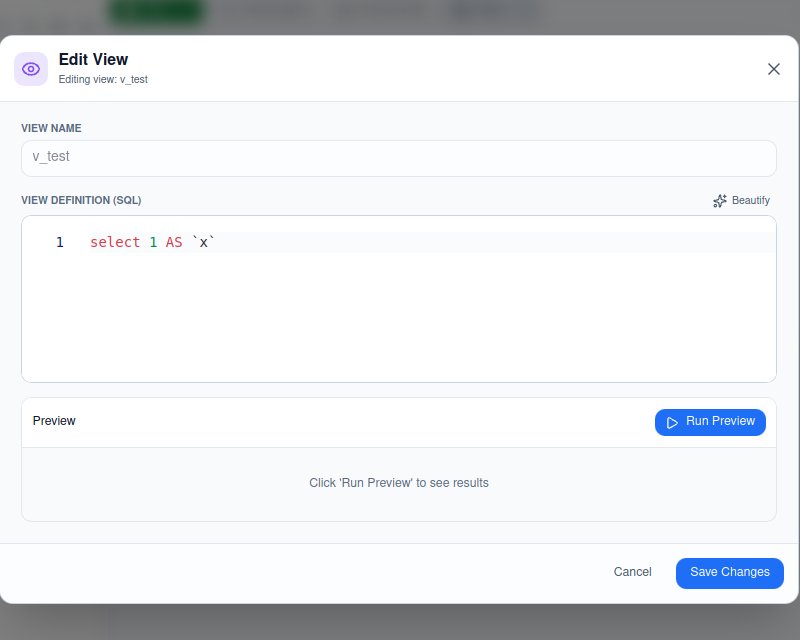 Edit View
Editing view: v_test
VIEW NAME
v_test
VIEW DEFINITION (SQL)
Beautify
1 select 1 AS `x`
Preview
Run Preview
Click 'Run Preview' to see results
Cancel
Save Changes